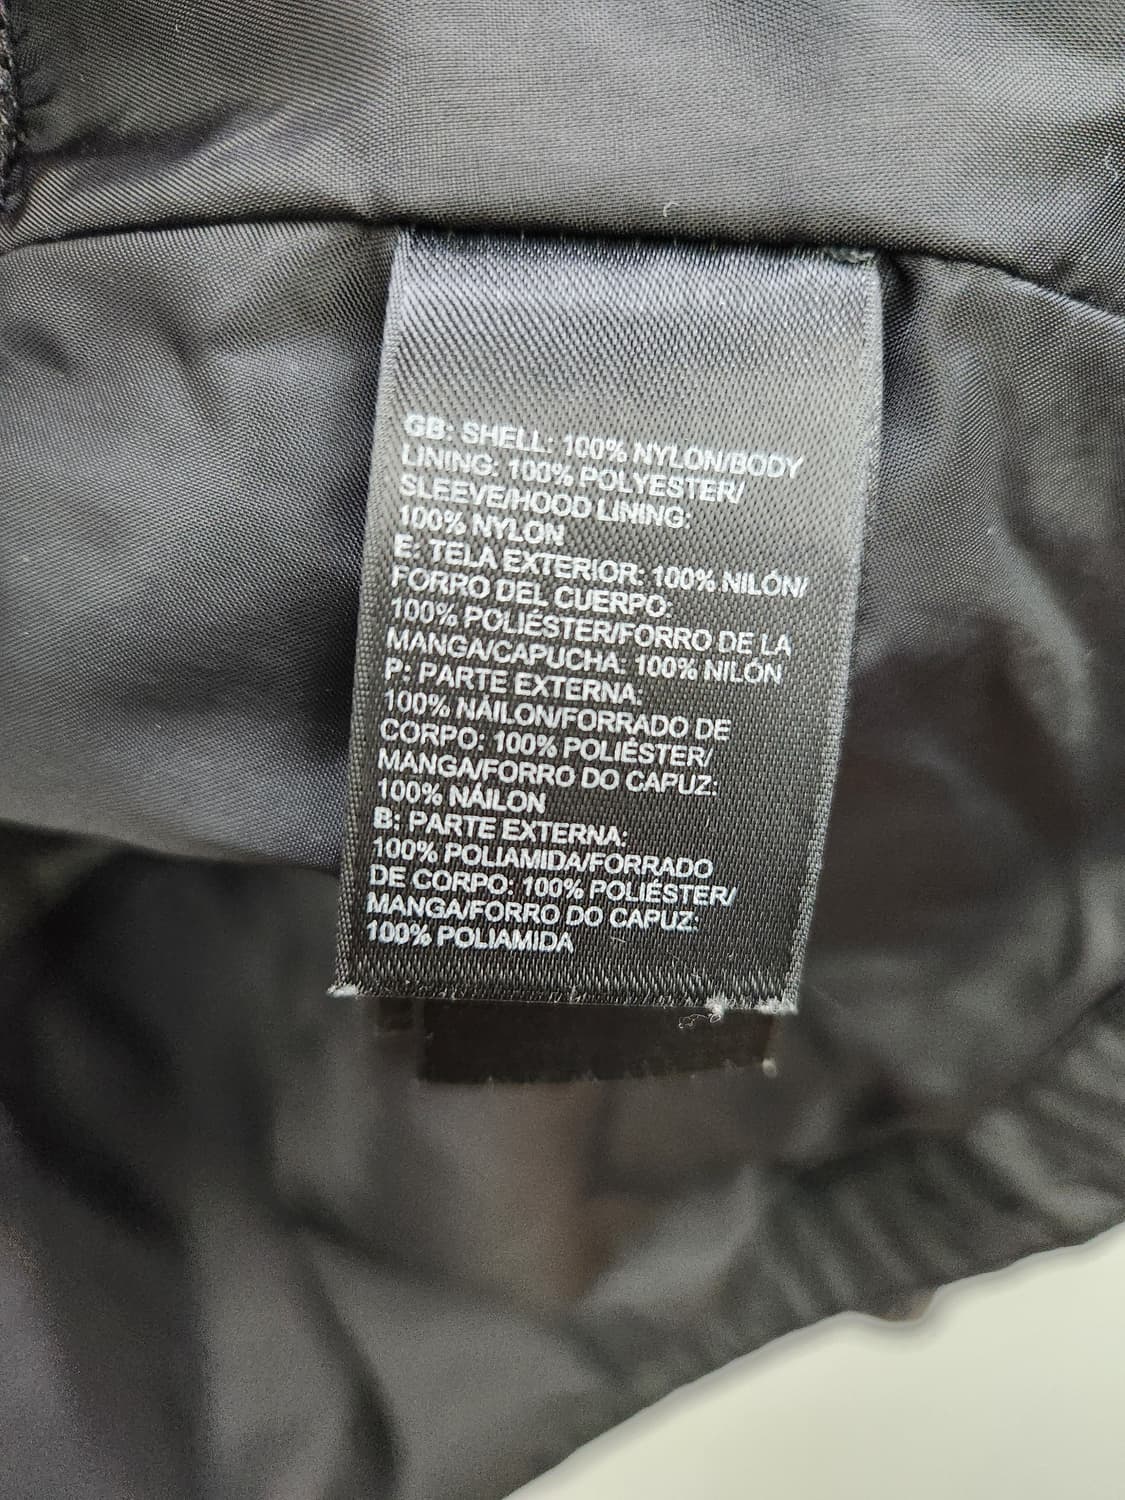 GB: SHELL: 100% NYLON/BODY
LINING: 100% POLYESTER/
SLEEVE/HOOD LINING:
100% NYLON
E: TELA EXTERIOR: 100% NILÓN/
FORRO DEL CUERPO:
100% POLIÉSTER/FORRO DE LA
MANGA/CAPUCHA: 100% NILÓN
P: PARTE EXTERNA:
100% NÁILON/FORRADO DE
CORPO: 100% POLIÉSTER/
MANGA/FORRO DO CAPUZ:
100% NÁILON
B: PARTE EXTERNA:
100% POLIAMIDA/FORRADO
DE CORPO: 100% POLIÉSTER/
MANGA/FORRO DO CAPUZ:
100% POLIAMIDA